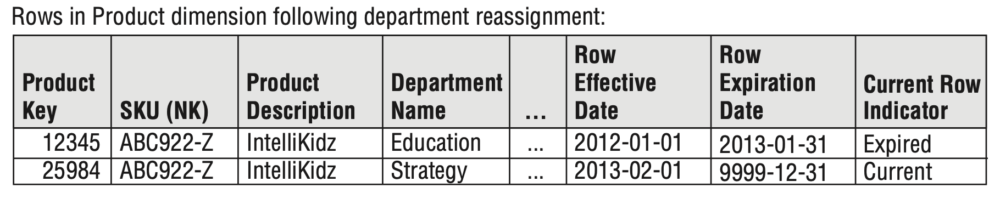 Rows in Product dimension following department reassignment:
Product Key SKU (NK) Product Description Department Name ... Row Effective Date Row Expiration Date Current Row Indicator
12345 ABC922-Z IntelliKidz Education ... 2012-01-01 2013-01-31 Expired
25984 ABC922-Z IntelliKidz Strategy ... 2013-02-01 9999-12-31 Current